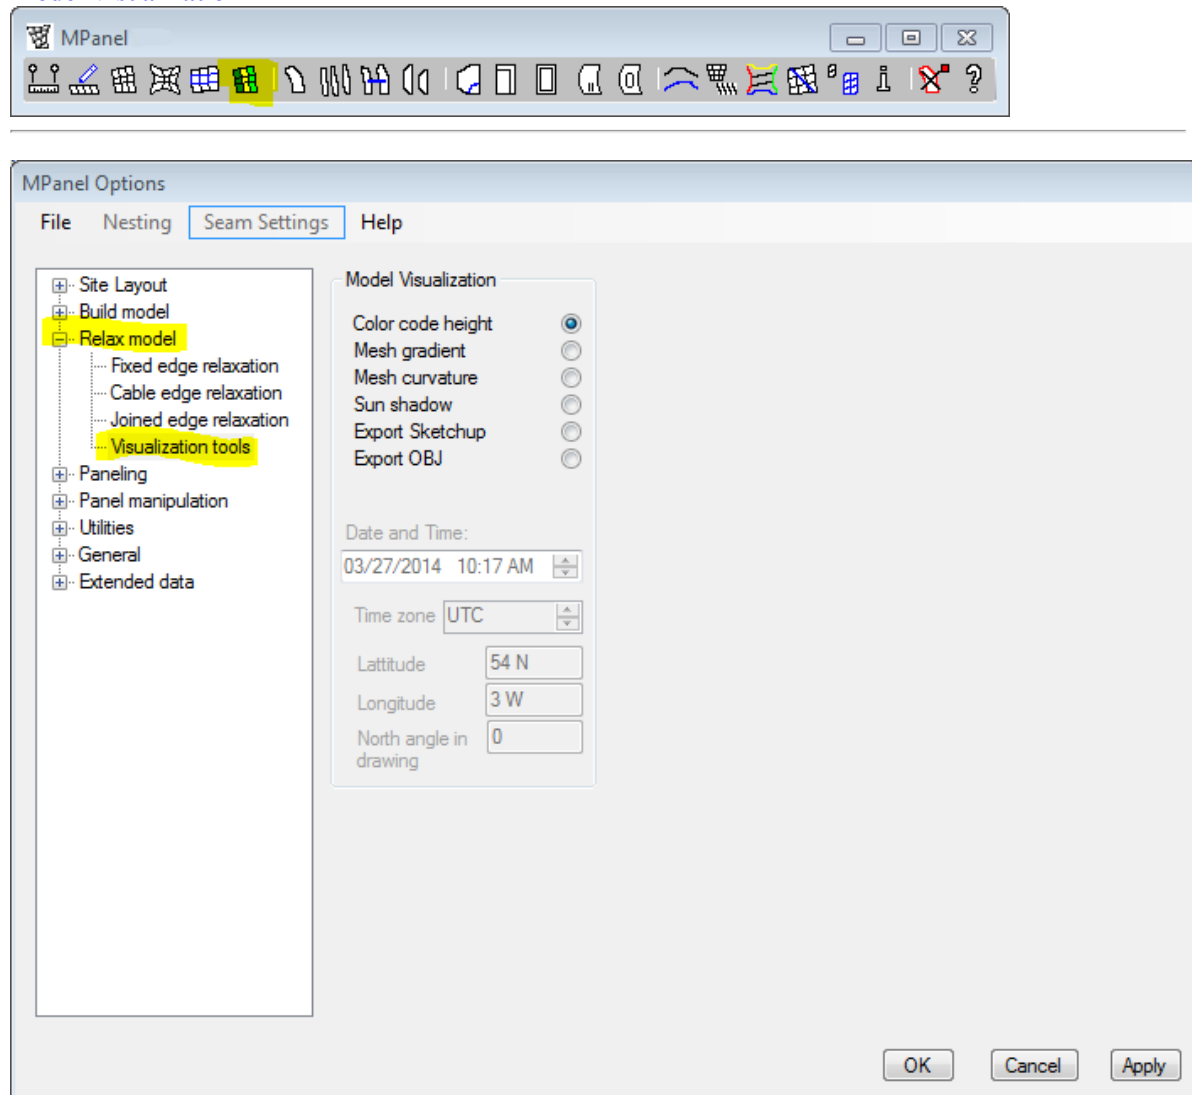 MPanel
MPanel Options
File Nesting Seam Settings Help
Site Layout
Build model
Relax model
Fixed edge relaxation
Cable edge relaxation
Joined edge relaxation
Visualization tools
Paneling
Panel manipulation
Utilities
General
Extended data
Model Visualization
Color code height
Mesh gradient
Mesh curvature
Sun shadow
Export Sketchup
Export OBJ
Date and Time:
03/27/2014 10:17 AM
Time zone UTC
Lattitude 54 N
Longitude 3 W
North angle in 0
drawing
OK Cancel Apply